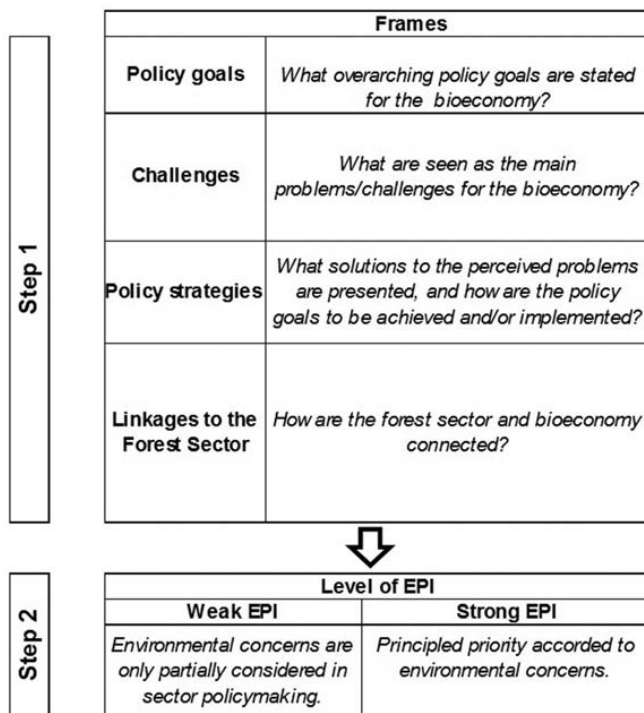 Frames
Step 1
Policy goals
What overarching policy goals are stated
for the bioeconomy?
Challenges
What are seen as the main
problems/challenges for the bioeconomy?
Policy strategies
What solutions to the perceived problems
are presented, and how are the policy
goals to be achieved and/or implemented?
Linkages to the
Forest Sector
How are the forest sector and bioeconomy
connected?
Step 2
Level of EPI
Weak EPI
Strong EPI
Environmental concerns are
only partially considered in
sector policymaking.
Principled priority accorded to
environmental concerns.